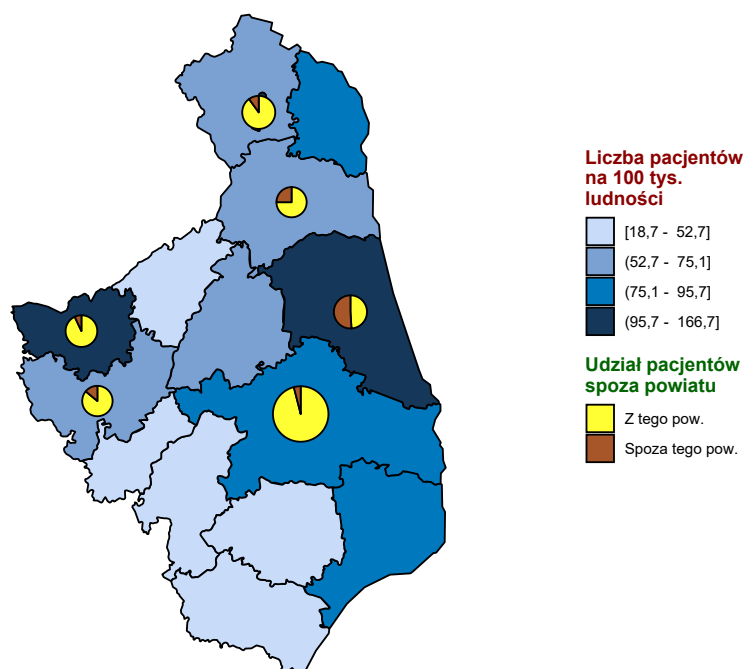 Liczba pacjentów
na 100 tys.
ludności
[18,7 - 52,7]
(52,7 - 75,1]
(75,1 - 95,7]
(95,7 - 166,7]
Udział pacjentów
spoza powiatu
Z tego pow.
Spoza tego pow.